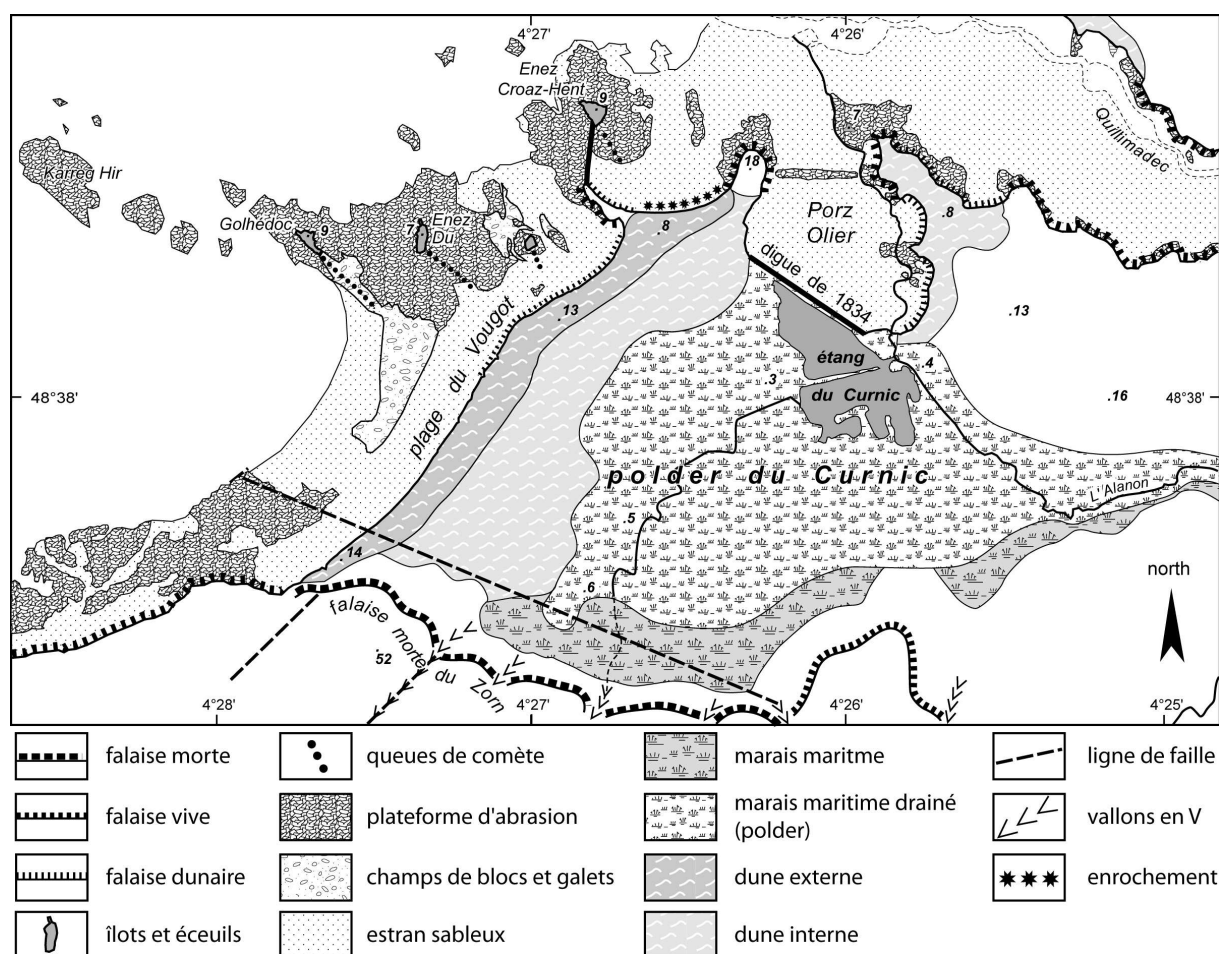 4°27'
4°26'
Enez
Croaz-Hent
9
7
Quillimadec
Karreg Hir
18
Golhédoc
9
7
Enez
Du
Porz
Olier
.8
.8
digue de 1834
.13
.13
plage du Vougot
étang
.4
.3
du Curnic
48°38'
.16
48°38'
polder du Curnic
L'Alanon
.5
14
north
.6
falaise morte du Zorn
.52
4°28'
4°27'
4°26'
4°25'
falaise morte
queues de comète
marais maritme
ligne de faille
falaise vive
plateforme d'abrasion
marais maritime drainé
(polder)
vallons en V
falaise dunaire
champs de blocs et galets
dune externe
enrochement
îlots et éceuils
estran sableux
dune interne